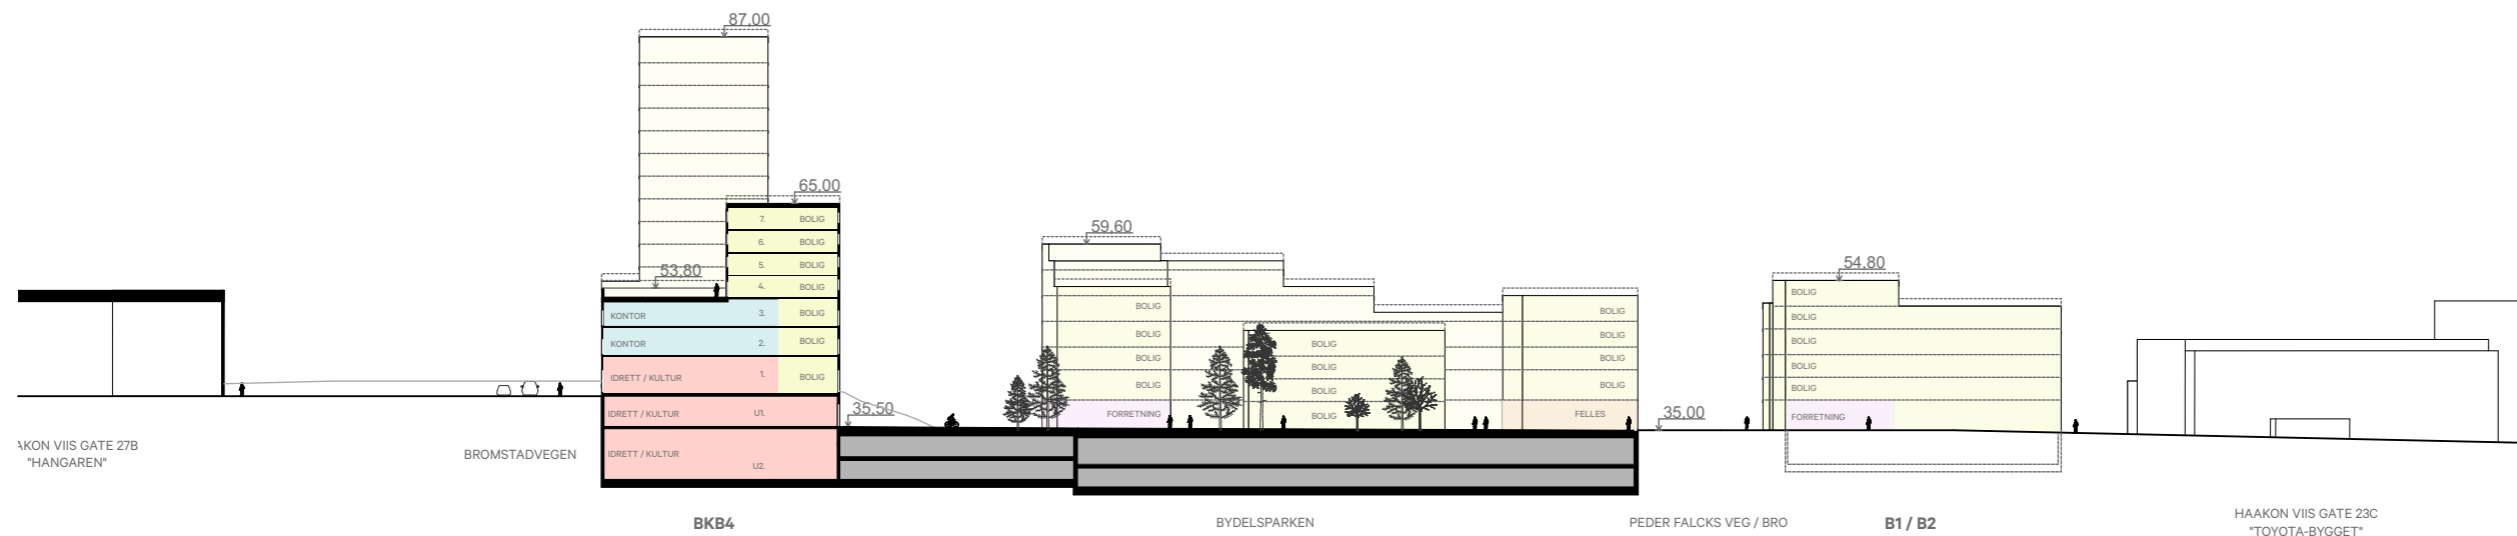 87,00
65,00
7. BOLIG
6. BOLIG
5. BOLIG
4. BOLIG
53,80
KONTOR 3. BOLIG
KONTOR 2. BOLIG
IDRETT / KULTUR 1. BOLIG
IDRETT / KULTUR U1.
IDRETT / KULTUR
U2.
35,50
59,60
BOLIG
BOLIG
BOLIG
BOLIG
FORRETNING
BOLIG
BOLIG
BOLIG
BOLIG
BOLIG
BOLIG
BOLIG
BOLIG
FELLES
35,00
54,80
BOLIG
BOLIG
BOLIG
BOLIG
BOLIG
FORRETNING
AKON VIIS GATE 27B
"HANGAREN"
BROMSTADVEGEN
BKB4
BYDELSPARKEN
PEDER FALCKS VEG / BRO
B1 / B2
HAAKON VIIS GATE 23C
"TOYOTA-BYGGET"